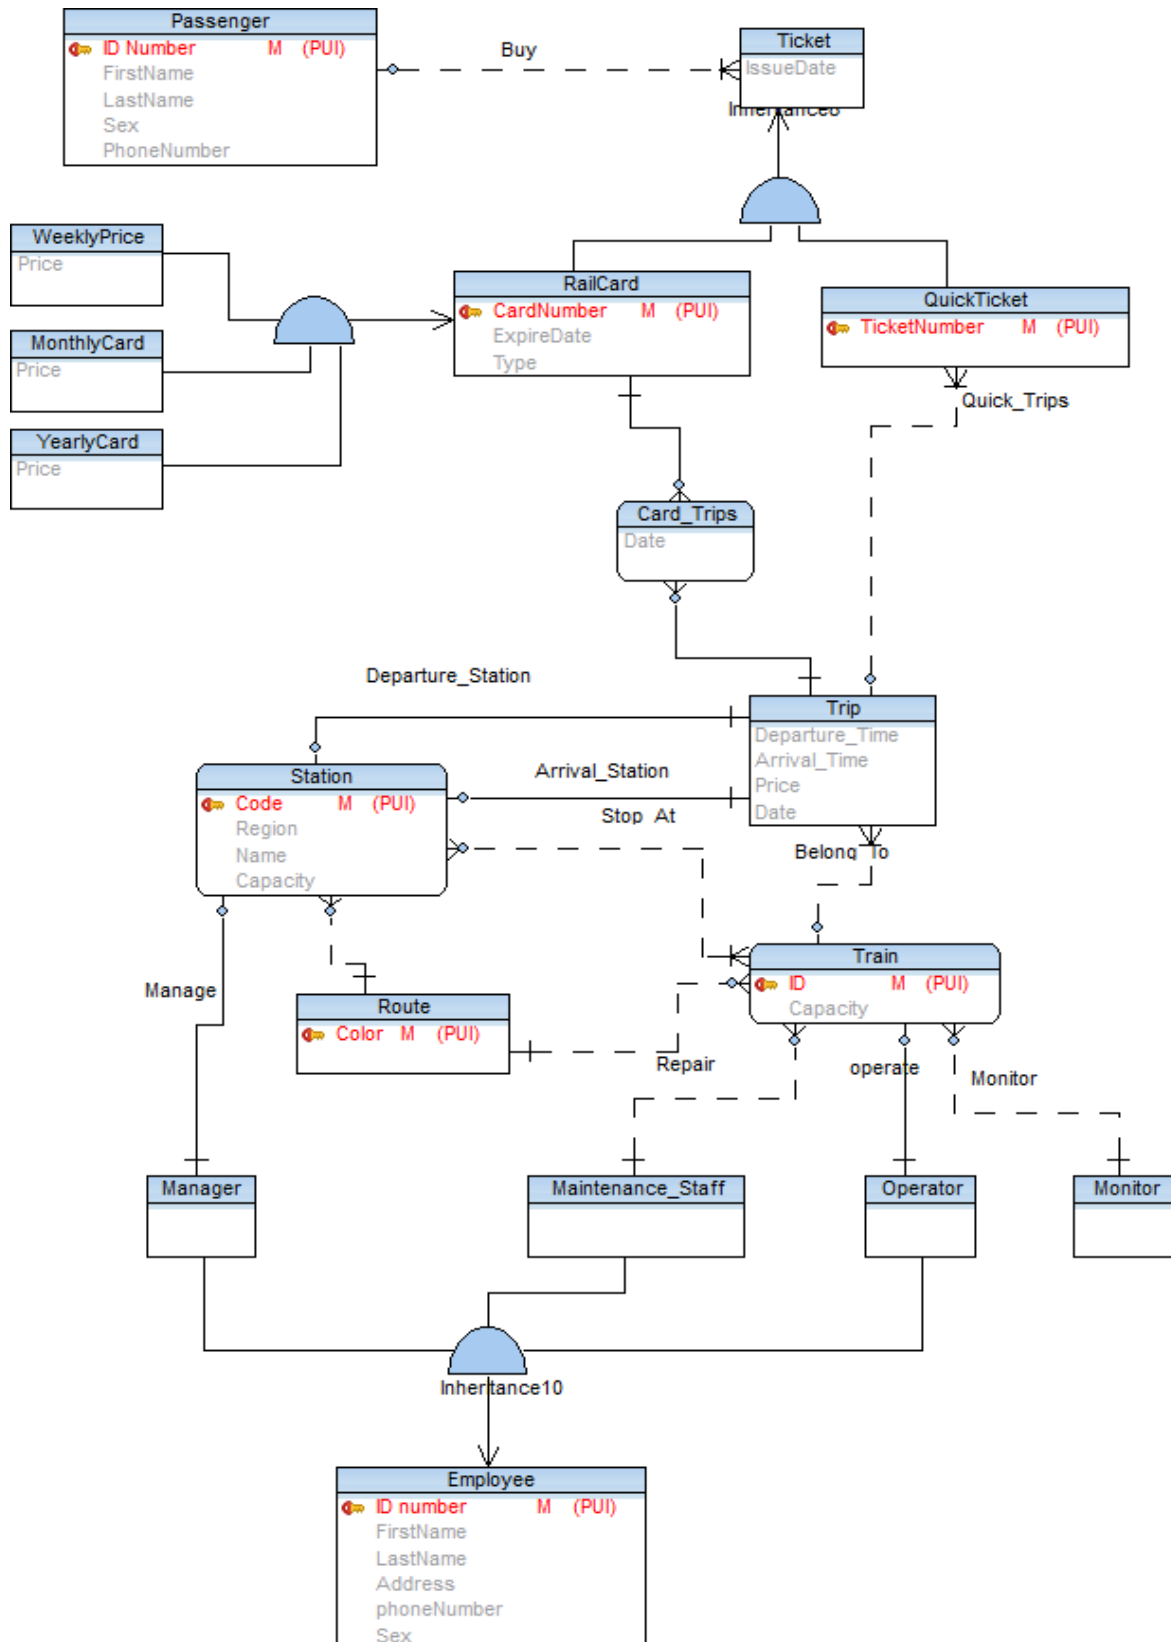 Passenger
ID Number M (PUI)
FirstName
LastName
Sex
PhoneNumber
Buy
Ticket
IssueDate
Inheritance8
WeeklyPrice
Price
MonthlyCard
Price
YearlyCard
Price
RailCard
CardNumber M (PUI)
ExpireDate
Type
QuickTicket
TicketNumber M (PUI)
Quick_Trips
Card_Trips
Date
Departure_Station
Trip
Departure_Time
Arrival_Time
Price
Date
Arrival_Station
Stop_At
Station
Code M (PUI)
Region
Name
Capacity
Belong_To
Train
ID M (PUI)
Capacity
Manage
Route
Color M (PUI)
Repair
operate
Monitor
Manager
Maintenance_Staff
Operator
Monitor
Inheritance10
Employee
ID number M (PUI)
FirstName
LastName
Address
phoneNumber
Sex